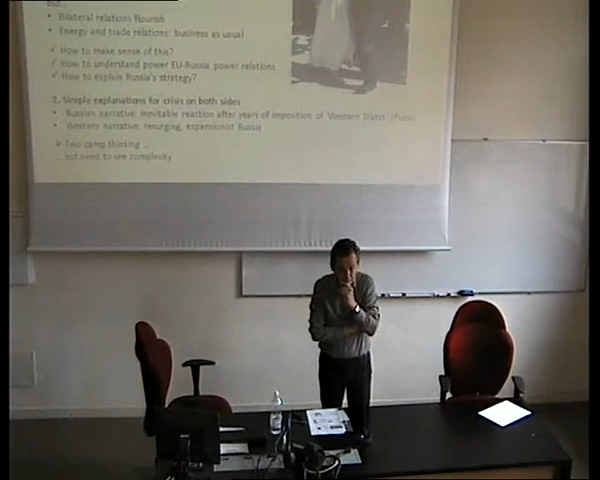 But..
• Bilateral relations flourish
• Energy and trade relations: business as usual
✓ How to make sense of this?
✓ How to understand power EU-Russia power relations
✓ How to explain Russia's strategy?
2. Simple explanations for crisis on both sides
• Russian narrative: inevitable reaction after years of imposition of 'Western Diktat' (Putin)
• Western narrative: resurging, expansionist Russia
➢ Two camp thinking ..
.. but need to see complexity